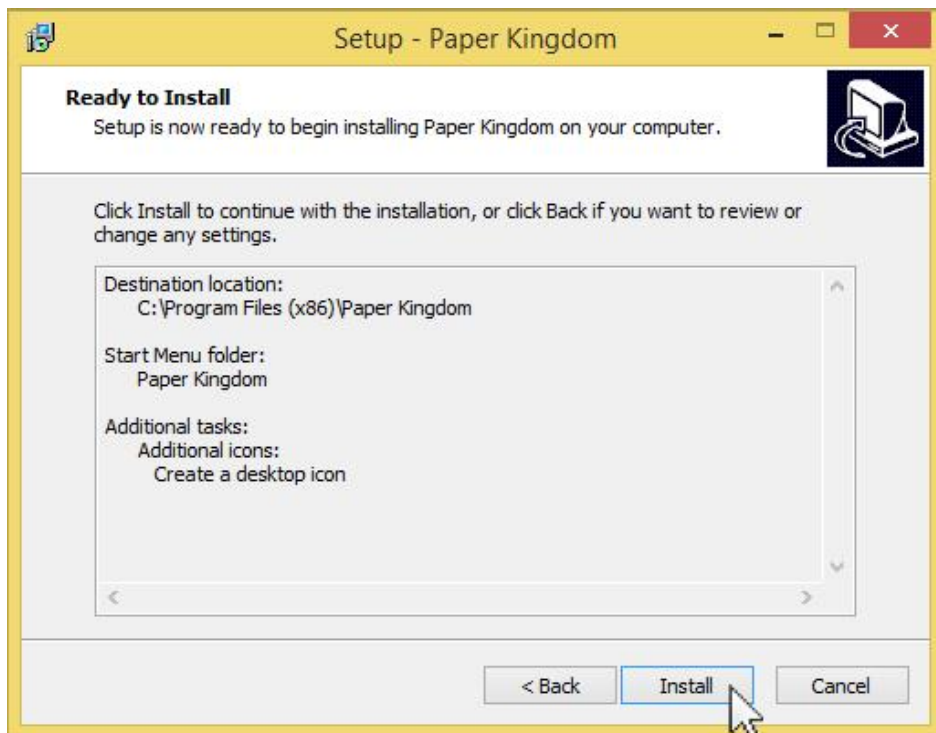 Setup - Paper Kingdom
Ready to Install
Setup is now ready to begin installing Paper Kingdom on your computer.
Click Install to continue with the installation, or click Back if you want to review or
change any settings.
Destination location:
C:\Program Files (x86)\Paper Kingdom
Start Menu folder:
Paper Kingdom
Additional tasks:
Additional icons:
Create a desktop icon
< Back
Install
Cancel